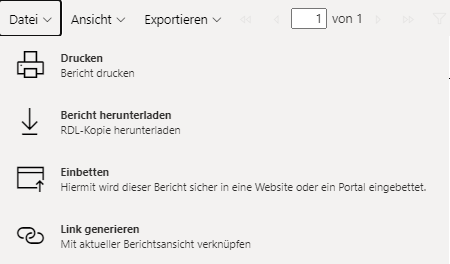 Datei Ansicht Exportieren 1 von 1
Drucken
Bericht drucken
Bericht herunterladen
RDL-Kopie herunterladen
Einbetten
Hiermit wird dieser Bericht sicher in eine Website oder ein Portal eingebettet.
Link generieren
Mit aktueller Berichtsansicht verknüpfen